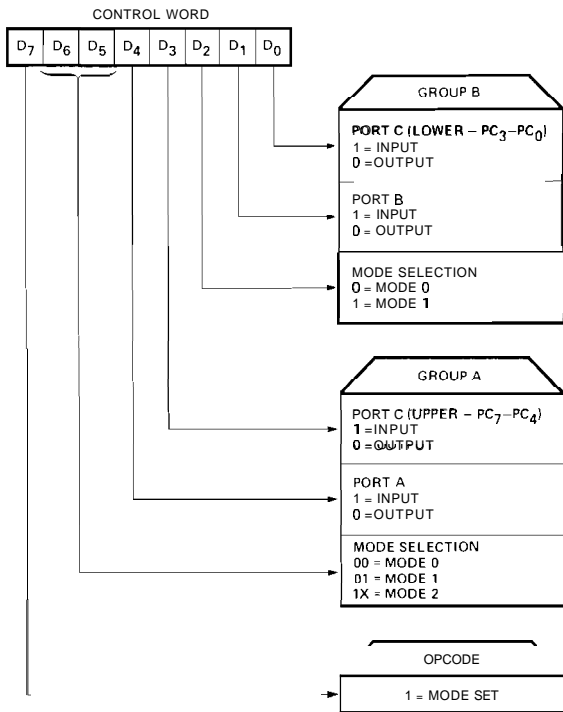 CONTROL WORD
D7 D6 D5 D4 D3 D2 D1 D0
GROUP B
PORT C (LOWER – PC3–PC0)
1 = INPUT
0 =OUTPUT
PORT B
1 = INPUT
0 = OUTPUT
MODE SELECTION
0 = MODE 0
1 = MODE 1
GROUP A
PORT C (UPPER – PC7–PC4)
1 =INPUT
0 =OUTPUT
PORT A
1 = INPUT
0 =OUTPUT
MODE SELECTION
00 = MODE 0
01 = MODE 1
1X = MODE 2
OPCODE
1 = MODE SET